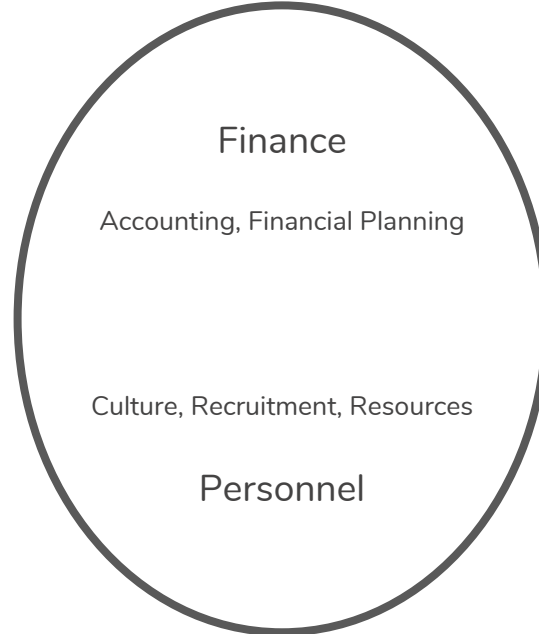 Finance
Accounting, Financial Planning
Culture, Recruitment, Resources
Personnel